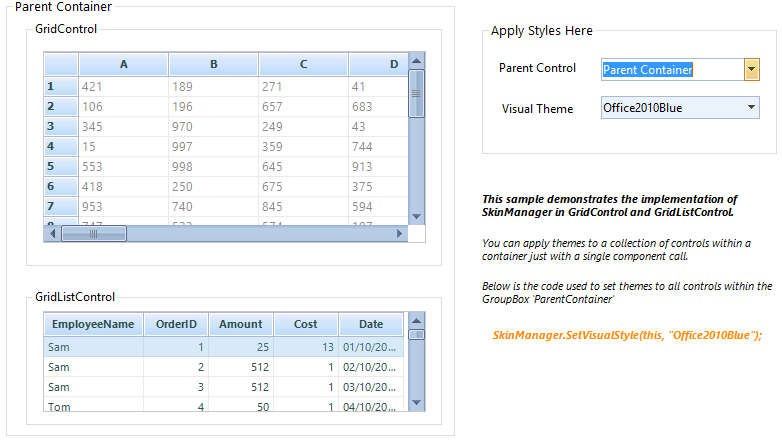 Parent Container
GridControl
A B C D
1 421 189 271 41
2 106 196 657 683
3 345 970 249 43
4 15 997 359 744
5 553 998 645 913
6 418 250 675 375
7 953 740 845 594
GridListControl
EmployeeName OrderID Amount Cost Date
Sam 1 25 13 01/10/20...
Sam 2 512 1 02/10/20...
Sam 3 512 1 03/10/20...
Tom 4 50 1 04/10/20...
Apply Styles Here
Parent Control Parent Container
Visual Theme Office2010Blue
This sample demonstrates the implementation of
SkinManager in GridControl and GridListControl.
You can apply themes to a collection of controls within a
container just with a single component call.
Below is the code used to set themes to all controls within the
GroupBox 'ParentContainer'
SkinManager.SetVisualStyle(this, "Office2010Blue");